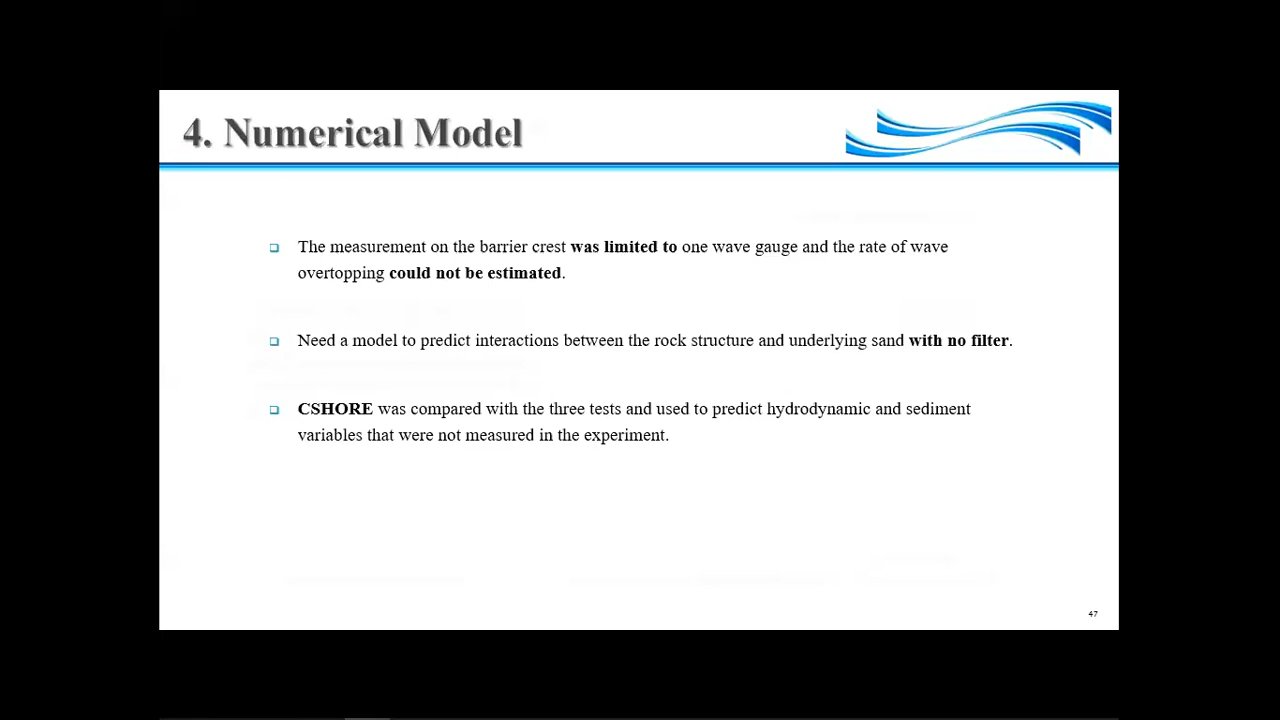 4. Numerical Model
The measurement on the barrier crest was limited to one wave gauge and the rate of wave
overtopping could not be estimated.
Need a model to predict interactions between the rock structure and underlying sand with no filter.
CSHORE was compared with the three tests and used to predict hydrodynamic and sediment
variables that were not measured in the experiment.
47